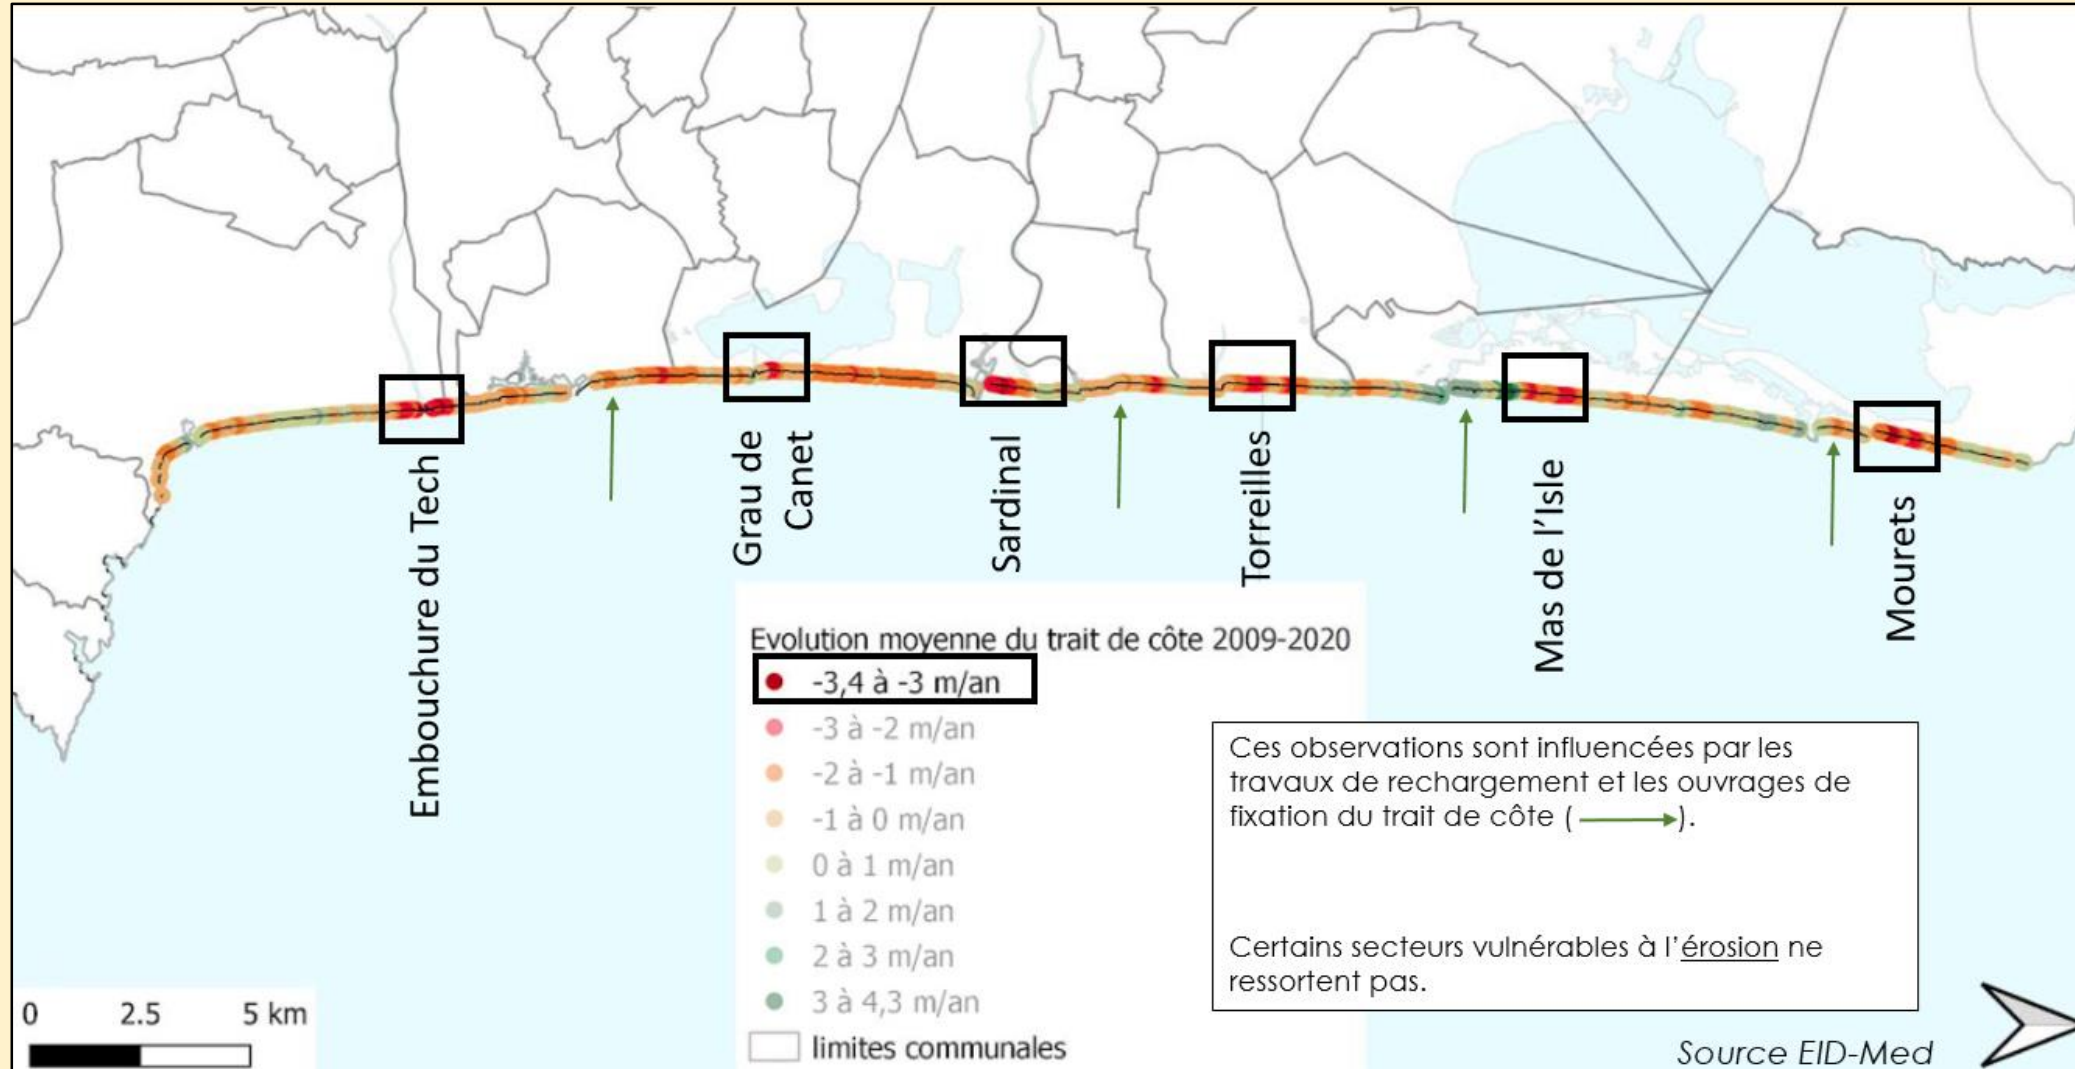 Embouchure du Tech
Grau de
Canet
Sardinal
Torreilles
Mas de l'Isle
Mourets
Evolution moyenne du trait de côte 2009-2020
-3,4 à -3 m/an
-3 à -2 m/an
-2 à -1 m/an
-1 à 0 m/an
0 à 1 m/an
1 à 2 m/an
2 à 3 m/an
3 à 4,3 m/an
limites communales
Ces observations sont influencées par les
travaux de rechargement et les ouvrages de
fixation du trait de côte ( ).
Certains secteurs vulnérables à l'érosion ne
ressortent pas.
0 2.5 5 km
Source EID-Med